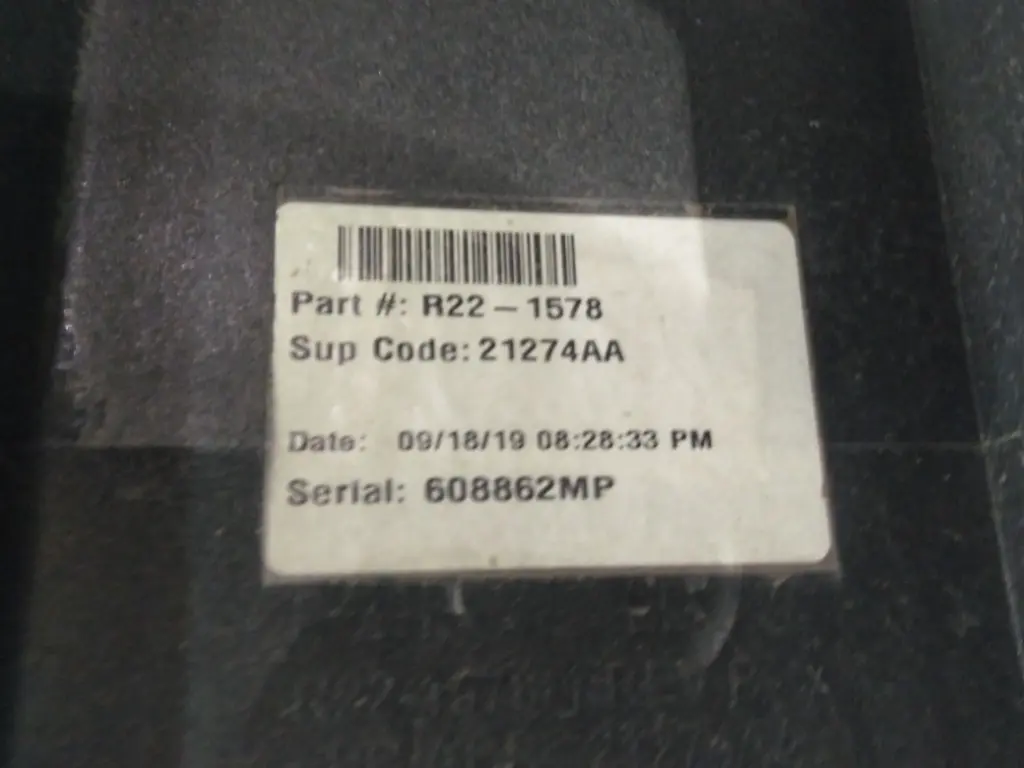 Part #: R22-1578
Sup Code: 21274AA
Date: 09/18/19 08:28:33 PM
Serial: 608862MP